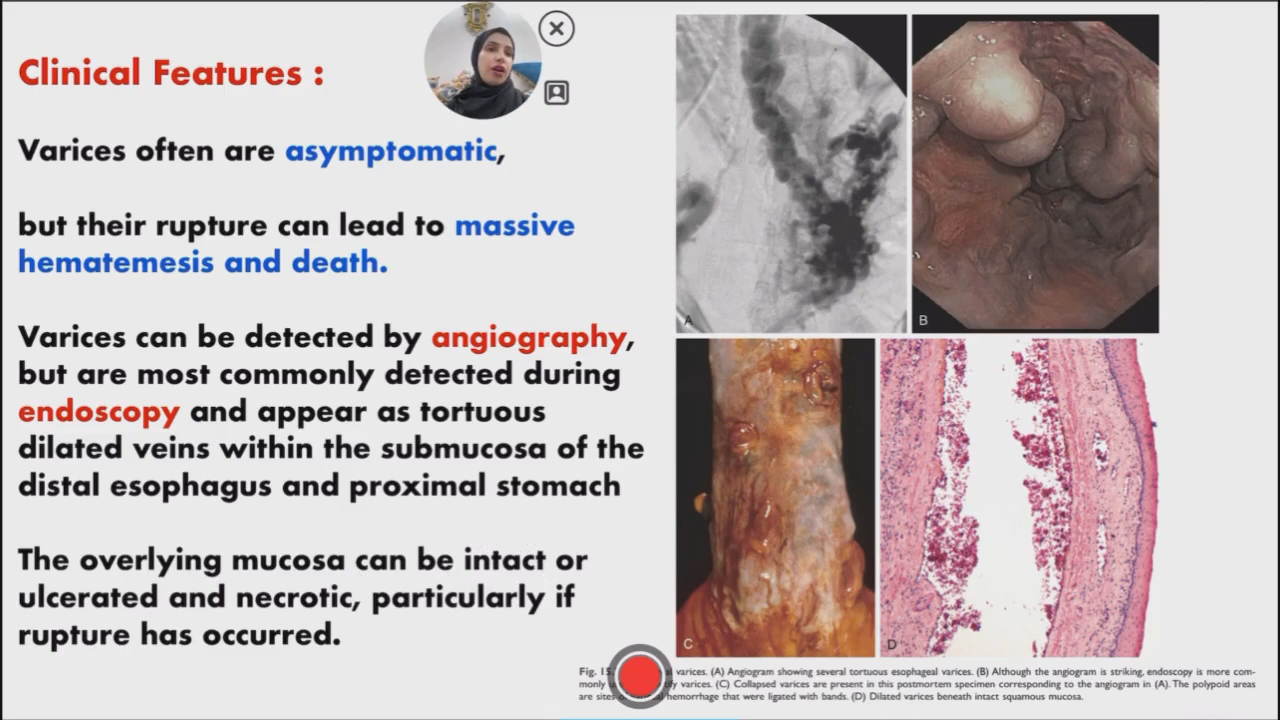 Clinical Features :
Varices often are asymptomatic,
but their rupture can lead to massive
hematemesis and death.
Varices can be detected by angiography,
but are most commonly detected during
endoscopy and appear as tortuous
dilated veins within the submucosa of the
distal esophagus and proximal stomach
The overlying mucosa can be intact or
ulcerated and necrotic, particularly if
rupture has occurred.
A
B
C
D
Fig. 15. varices. (A) Angiogram showing several tortuous esophageal varices. (B) Although the angiogram is striking, endoscopy is more com-
monly varices. (C) Collapsed varices are present in this postmortem specimen corresponding to the angiogram in (A). The polypoid areas
are sites hemorrhage that were ligated with bands. (D) Dilated varices beneath intact squamous mucosa.